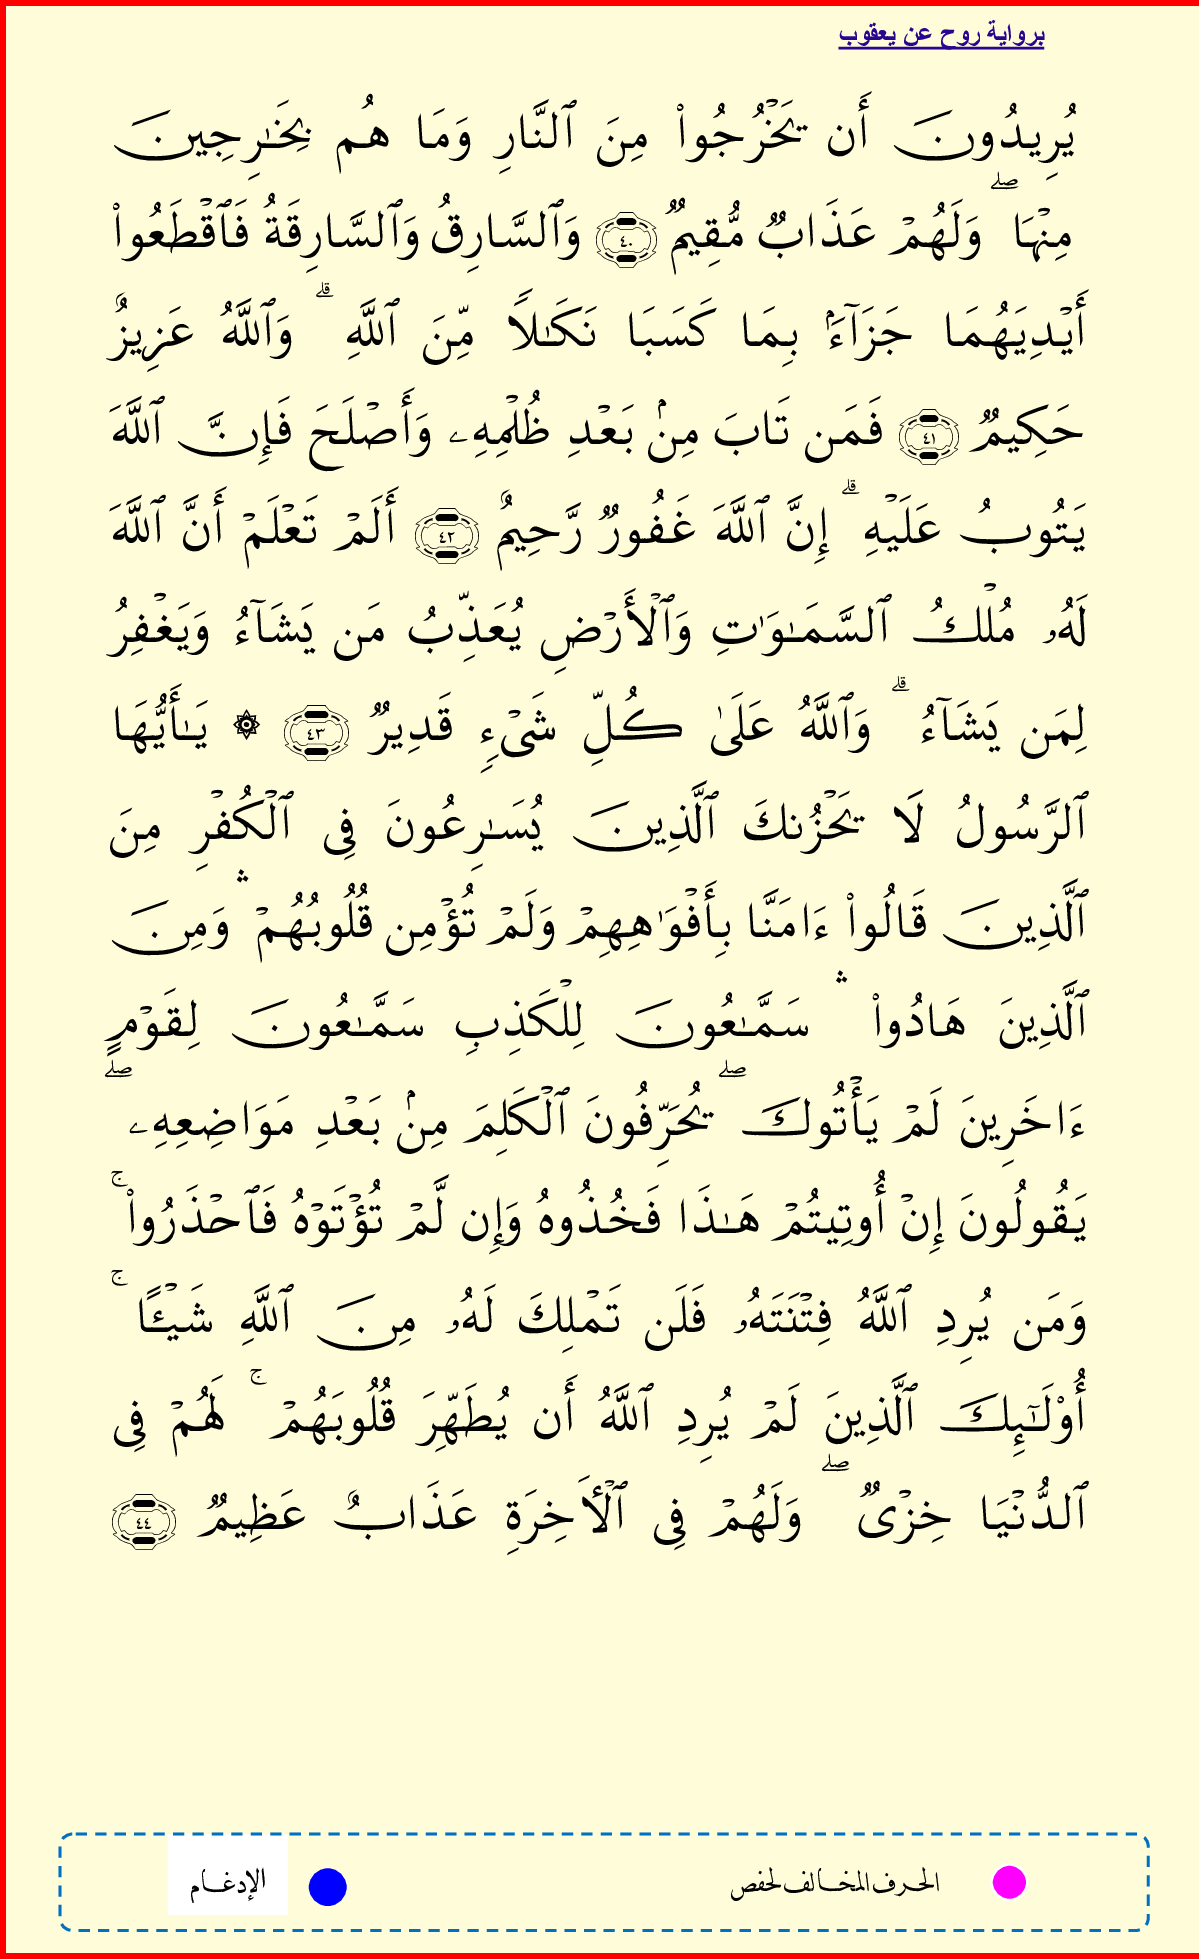 برواية روح عن يعقوب
يُرِيدُونَ أَن يَخۡرُجُواْ مِنَ ٱلنَّارِ وَمَا هُم بِخَٰرِجِينَ
مِنۡهَاۖ وَلَهُمۡ عَذَابٌ مُّقِيمٌ ٤٠ وَٱلسَّارِقُ وَٱلسَّارِقَةُ فَٱقۡطَعُواْ
أَيۡدِيَهُمَا جَزَآءَۢ بِمَا كَسَبَا نَكَٰلًا مِّنَ ٱللَّهِۗ وَٱللَّهُ عَزِيزٌ
حَكِيمٌ ٤١ فَمَن تَابَ مِنۢ بَعۡدِ ظُلۡمِهِۦ وَأَصۡلَحَ فَإِنَّ ٱللَّهَ
يَتُوبُ عَلَيۡهِۗ إِنَّ ٱللَّهَ غَفُورٌ رَّحِيمٌ ٤٢ أَلَمۡ تَعۡلَمۡ أَنَّ ٱللَّهَ
لَهُۥ مُلۡكُ ٱلسَّمَٰوَٰتِ وَٱلۡأَرۡضِ يُعَذِّبُ مَن يَشَآءُ وَيَغۡفِرُ
لِمَن يَشَآءُۗ وَٱللَّهُ عَلَىٰ كُلِّ شَيۡءٍ قَدِيرٌ ٤٣ ۞ يَٰٓأَيُّهَا
ٱلرَّسُولُ لَا يَحۡزُنكَ ٱلَّذِينَ يُسَٰرِعُونَ فِي ٱلۡكُفۡرِ مِنَ
ٱلَّذِينَ قَالُوٓاْ ءَامَنَّا بِأَفۡوَٰهِهِمۡ وَلَمۡ تُؤۡمِن قُلُوبُهُمۡۛ وَمِنَ
ٱلَّذِينَ هَادُواْۛ سَمَّٰعُونَ لِلۡكَذِبِ سَمَّٰعُونَ لِقَوۡمٍ
ءَاخَرِينَ لَمۡ يَأۡتُوكَۖ يُحَرِّفُونَ ٱلۡكَلِمَ مِنۢ بَعۡدِ مَوَاضِعِهِۦۖ
يَقُولُونَ إِنۡ أُوتِيتُمۡ هَٰذَا فَخُذُوهُ وَإِن لَّمۡ تُؤۡتَوۡهُ فَٱحۡذَرُواْۚ
وَمَن يُرِدِ ٱللَّهُ فِتۡنَتَهُۥ فَلَن تَمۡلِكَ لَهُۥ مِنَ ٱللَّهِ شَيۡـًٔاۚ
أُوْلَٰٓئِكَ ٱلَّذِينَ لَمۡ يُرِدِ ٱللَّهُ أَن يُطَهِّرَ قُلُوبَهُمۡۚ لَهُمۡ فِي
ٱلدُّنۡيَا خِزۡيٌۖ وَلَهُمۡ فِي ٱلۡأٓخِرَةِ عَذَابٌ عَظِيمٌ ٤٤
الحرف المخالف لحفص
الإدغام